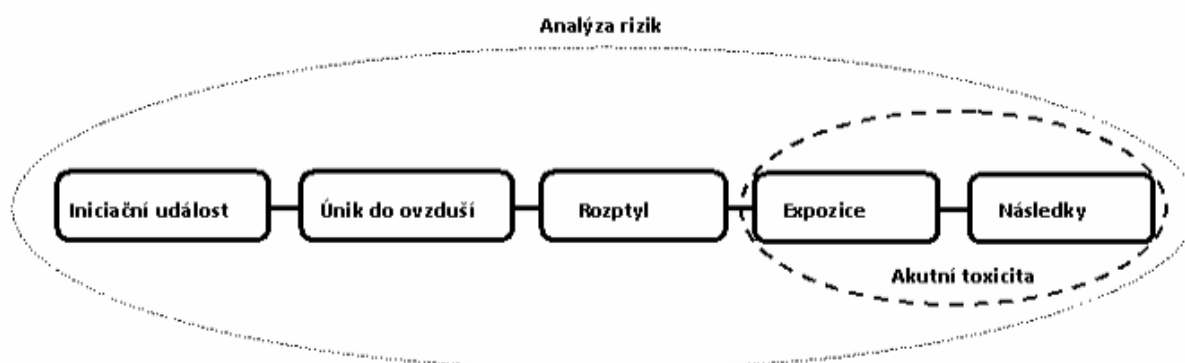 Analýza rizik
Iniciační událost
Únik do ovzduší
Rozptyl
Expozice
Následky
Akutní toxicita